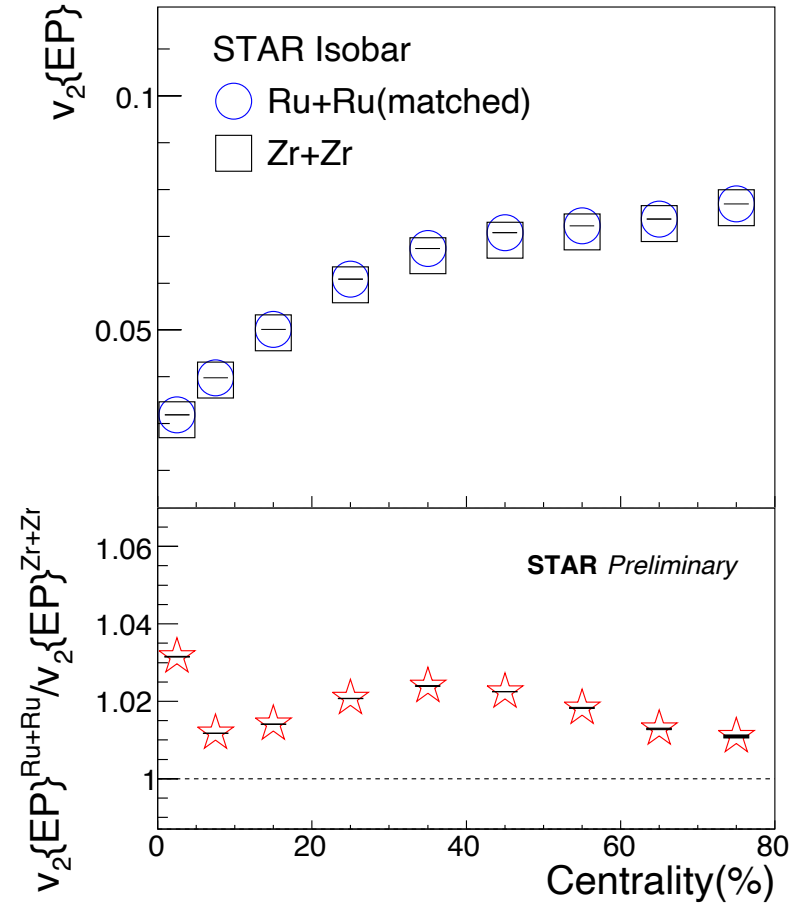 v₂{EP}
STAR Isobar
Ru+Ru(matched)
Zr+Zr
0.1
0.05
v₂{EP}ᴿᵘ⁺ᴿᵘ/v₂{EP}ᶻʳ⁺ᶻʳ
STAR Preliminary
1.06
1.04
1.02
1
0 20 40 60 80
Centrality(%)